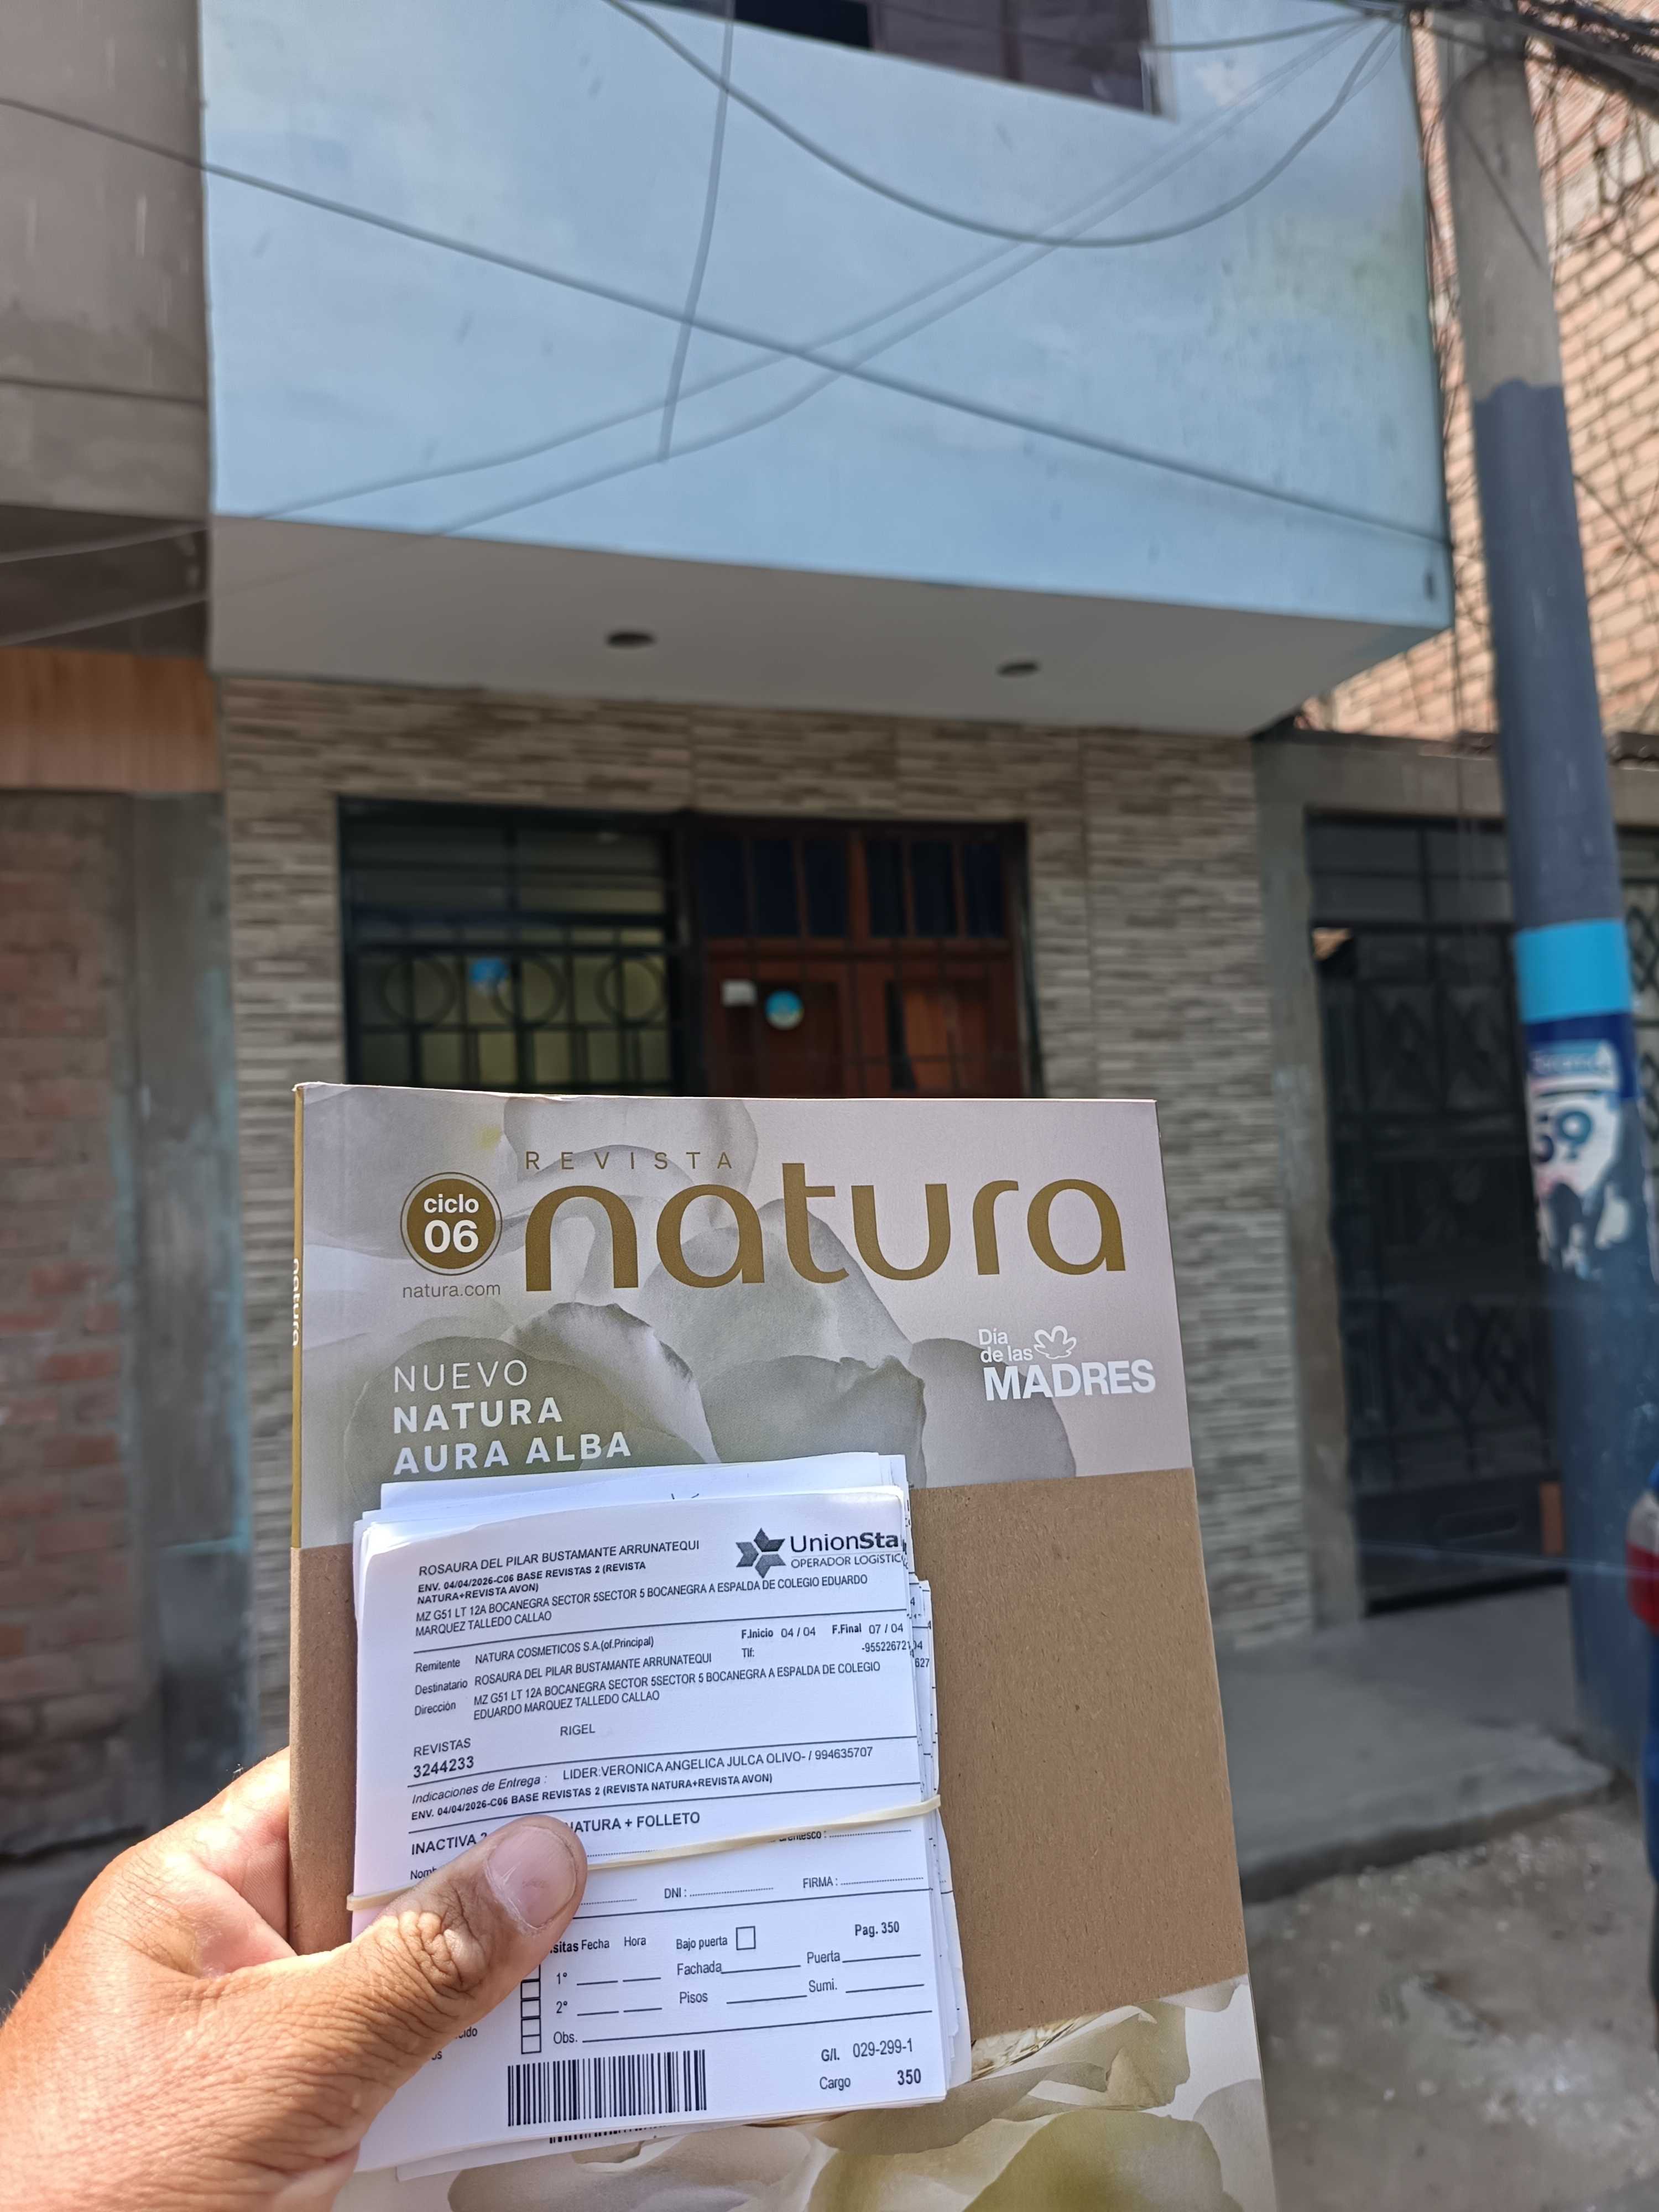 REVISTA
natura
ciclo
06
natura.com
natura
Día
de las
MADRES
NUEVO
NATURA
AURA ALBA
UnionSta
OPERADOR LOGÍSTIC
ROSAURA DEL PILAR BUSTAMANTE ARRUNATEQUI
ENV. 04/04/2026-C06 BASE REVISTAS 2 (REVISTA
NATURA+REVISTA AVON)
MZ G51 LT 12A BOCANEGRA SECTOR 5SECTOR 5 BOCANEGRA A ESPALDA DE COLEGIO EDUARDO
MARQUEZ TALLEDO CALLAO
F.Inicio 04 / 04 F.Final 07 / 04
Remitente NATURA COSMETICOS S.A.(of.Principal)
Tlf:
Destinatario ROSAURA DEL PILAR BUSTAMANTE ARRUNATEQUI
Dirección MZ G51 LT 12A BOCANEGRA SECTOR 5SECTOR 5 BOCANEGRA A ESPALDA DE COLEGIO
EDUARDO MARQUEZ TALLEDO CALLAO
REVISTAS RIGEL
3244233
Indicaciones de Entrega : LIDER:VERONICA ANGELICA JULCA OLIVO- / 994635707
ENV. 04/04/2026-C06 BASE REVISTAS 2 (REVISTA NATURA+REVISTA AVON)
INACTIVA NATURA + FOLLETO
DNI : FIRMA :
Fecha Hora Bajo puerta Pag. 350
1° Fachada Puerta
2° Pisos Sumi.
Obs.
G/I. 029-299-1
Cargo 350
59